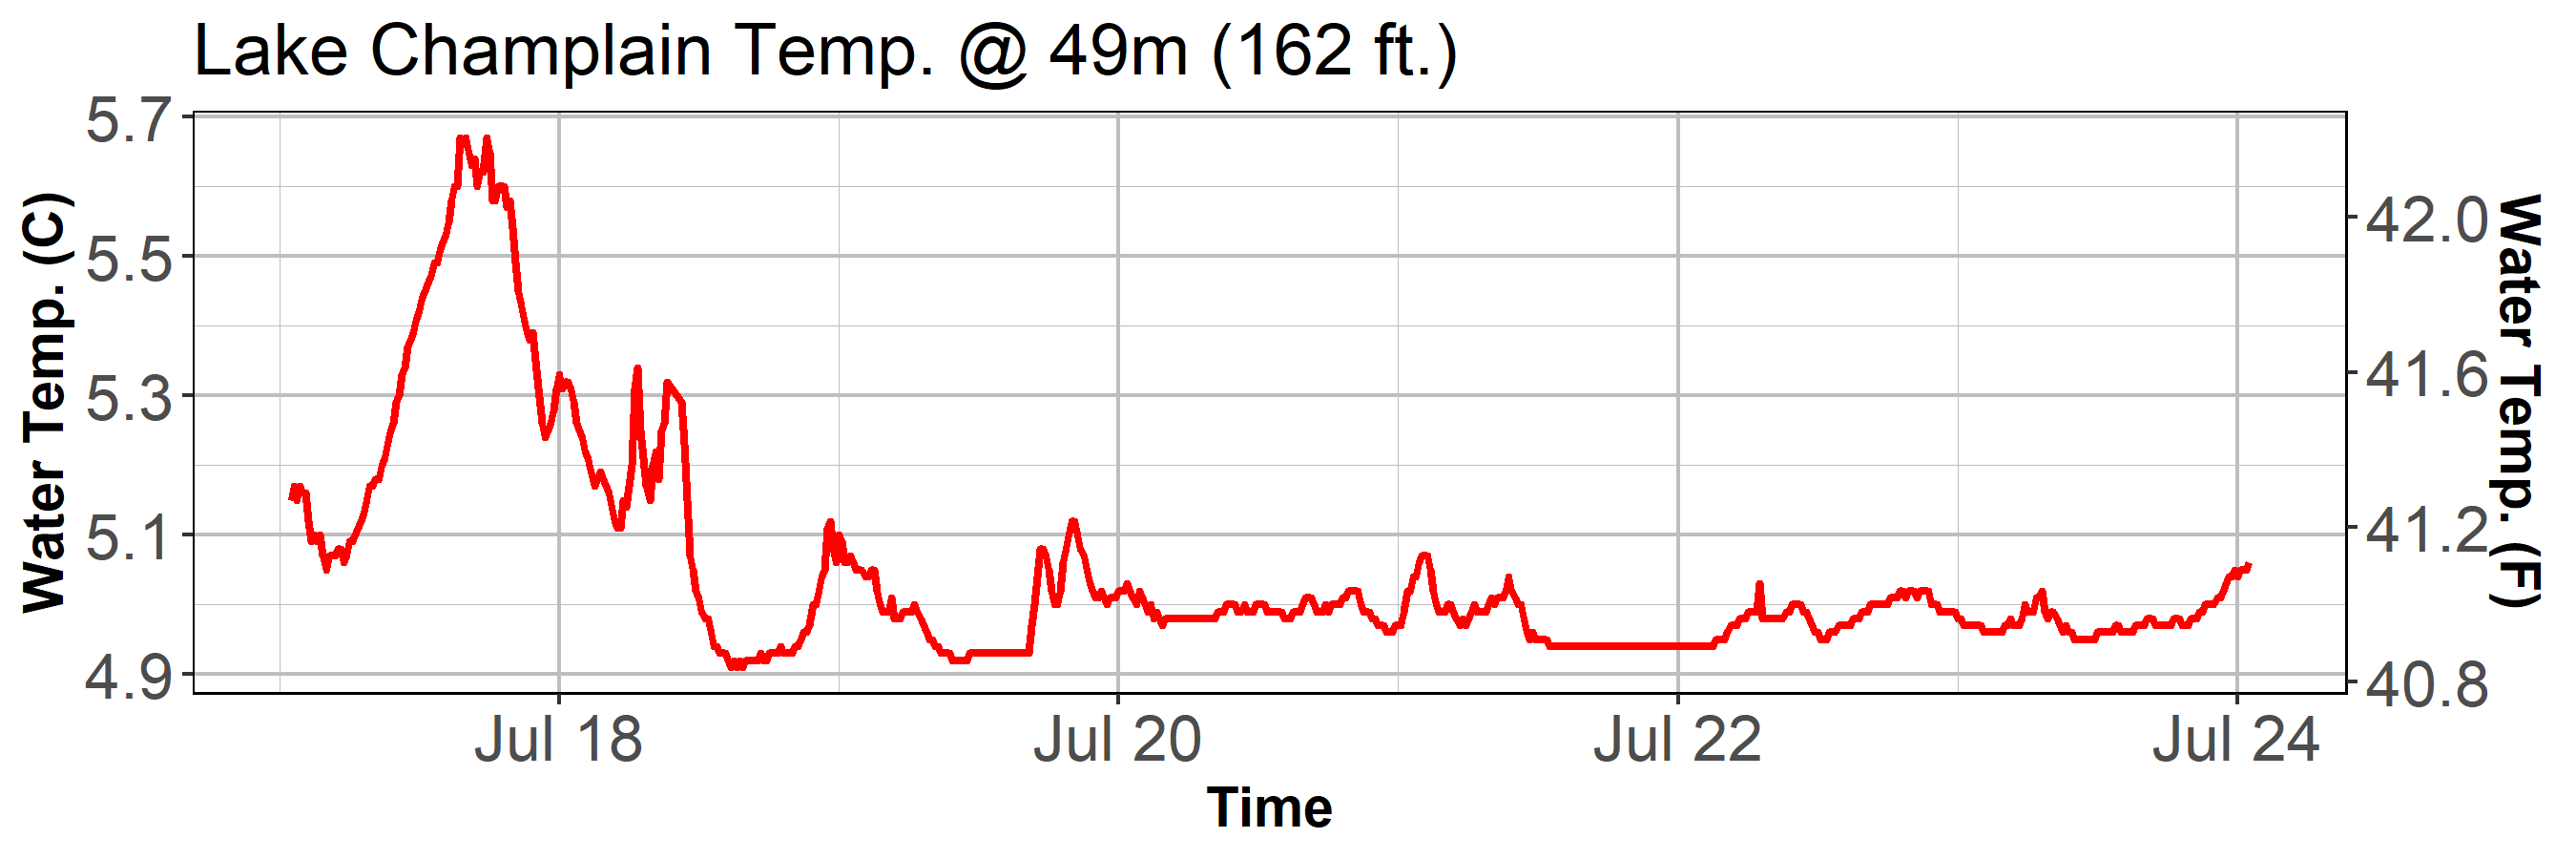 Lake Champlain Temp. @ 49m (162 ft.)
Water Temp. (C)
5.7
5.5
5.3
5.1
4.9
42.0
41.6
41.2
40.8
Water Temp. (F)
Jul 18 Jul 20 Jul 22 Jul 24
Time